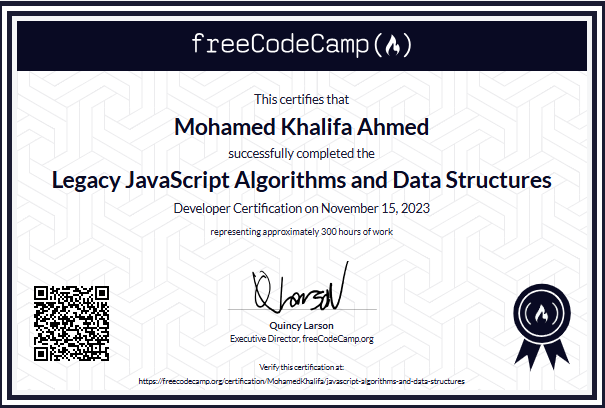 freeCodeCamp
This certifies that
Mohamed Khalifa Ahmed
successfully completed the
Legacy JavaScript Algorithms and Data Structures
Developer Certification on November 15, 2023
representing approximately 300 hours of work
QLarson
Quincy Larson
Executive Director, freeCodeCamp.org
Verify this certification at:
https://freecodecamp.org/certification/MohamedKhalifa/javascript-algorithms-and-data-structures